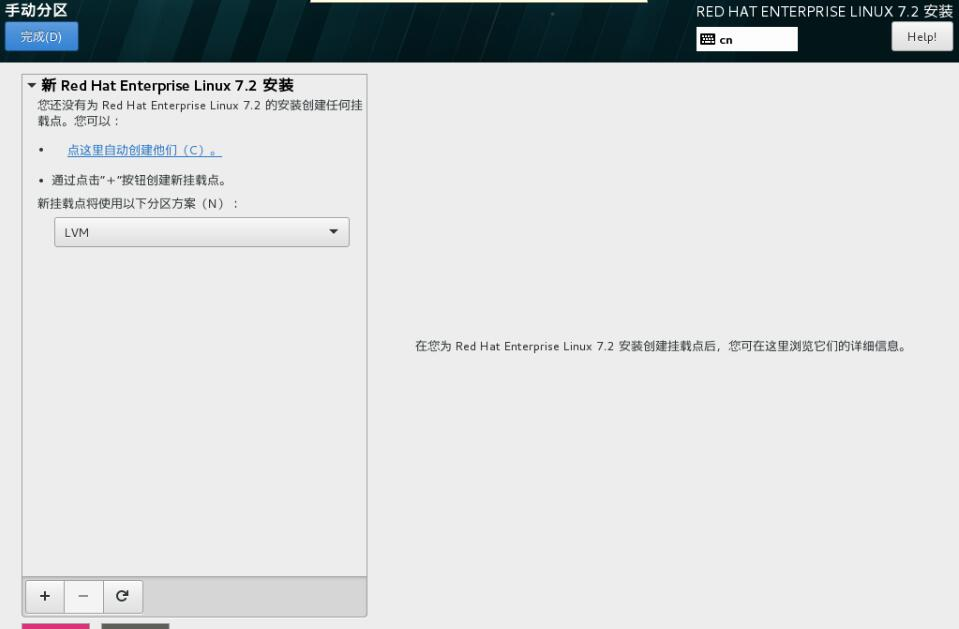 手动分区
RED HAT ENTERPRISE LINUX 7.2 安装
完成(D)
cn
Help!
新 Red Hat Enterprise Linux 7.2 安装
您还没有为 Red Hat Enterprise Linux 7.2 的安装创建任何挂
载点。您可以：
• 点这里自动创建他们（C）。
• 通过点击”+”按钮创建新挂载点。
新挂载点将使用以下分区方案（N）：
LVM
在您为 Red Hat Enterprise Linux 7.2 安装创建挂载点后，您可在这里浏览它们的详细信息。